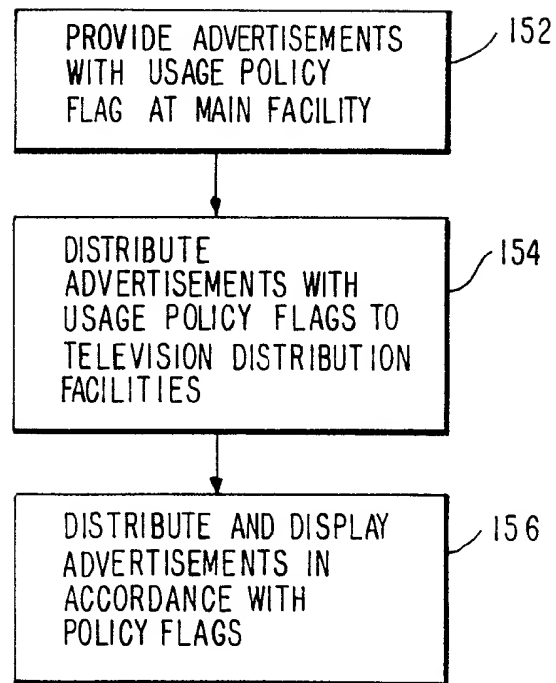 PROVIDE ADVERTISEMENTS
WITH USAGE POLICY
FLAG AT MAIN FACILITY
152
DISTRIBUTE
ADVERTISEMENTS WITH
USAGE POLICY FLAGS TO
TELEVISION DISTRIBUTION
FACILITIES
154
DISTRIBUTE AND DISPLAY
ADVERTISEMENTS IN
ACCORDANCE WITH
POLICY FLAGS
156